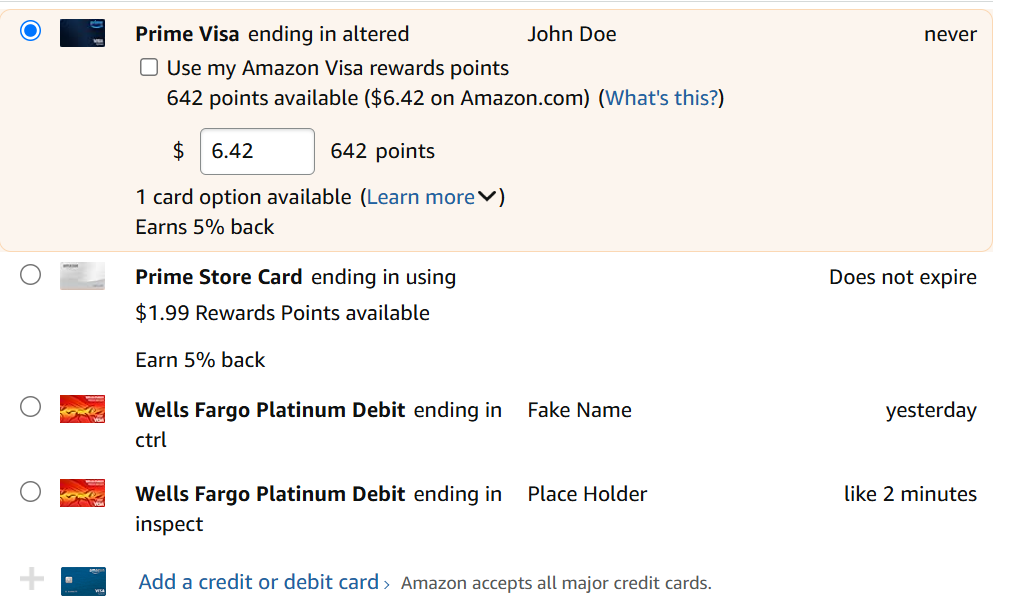 Prime Visa ending in altered John Doe never
Use my Amazon Visa rewards points
642 points available ($6.42 on Amazon.com) (What's this?)
$ 6.42 642 points
1 card option available (Learn more)
Earns 5% back
Prime Store Card ending in using Does not expire
$1.99 Rewards Points available
Earn 5% back
Wells Fargo Platinum Debit ending in Fake Name yesterday
ctrl
Wells Fargo Platinum Debit ending in Place Holder like 2 minutes
inspect
Add a credit or debit card › Amazon accepts all major credit cards.